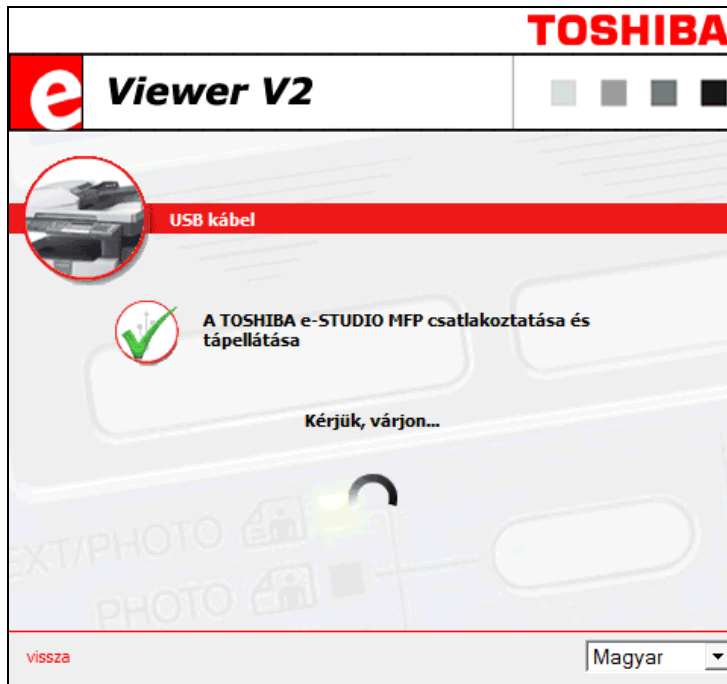 TOSHIBA
e Viewer V2
USB kábel
A TOSHIBA e-STUDIO MFP csatlakoztatása és
tápellátása
Kérjük, várjon...
EXT/PHOTO
PHOTO
vissza
Magyar